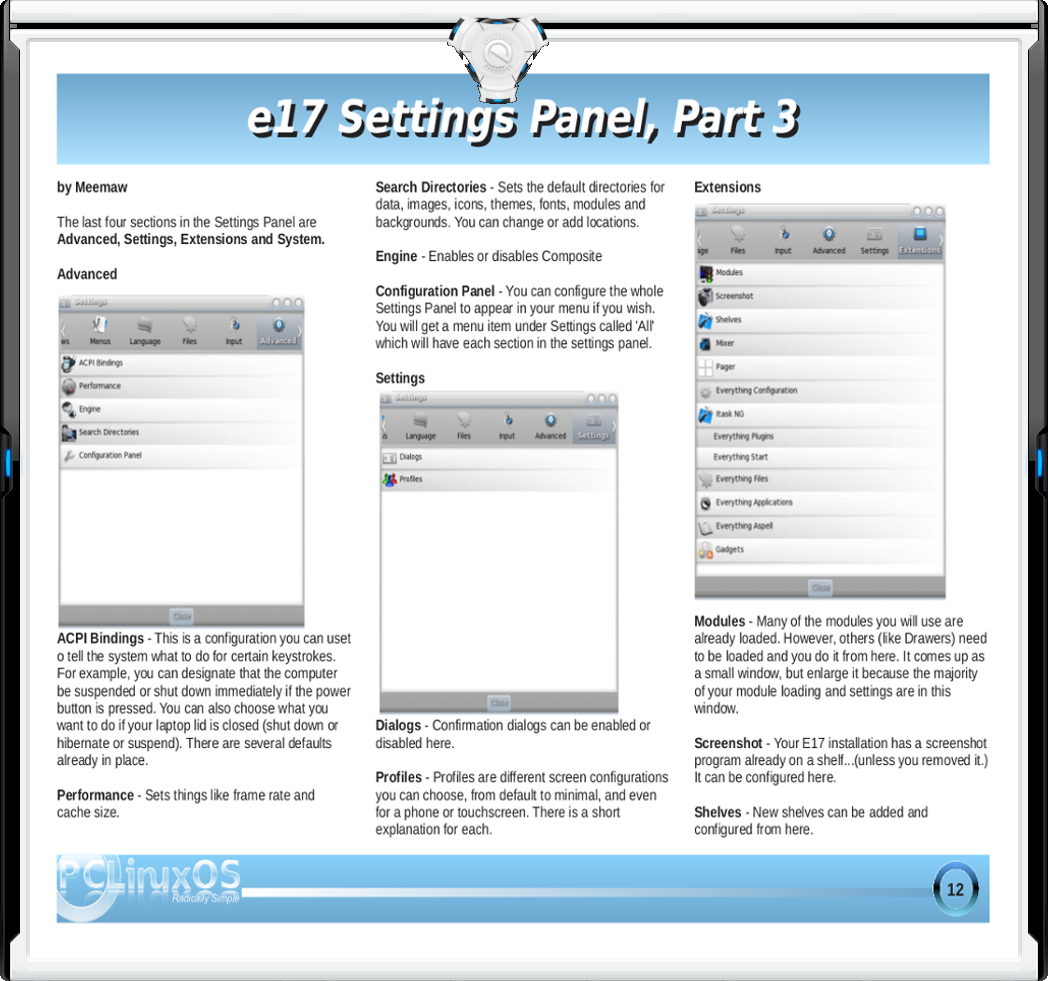 e17 Settings Panel, Part 3
by Meemaw
The last four sections in the Settings Panel are
Advanced, Settings, Extensions and System.
Advanced
Settings
Menus Language Files Input Advanced
ACPI Bindings
Performance
Engine
Search Directories
Configuration Panel
Close
ACPI Bindings - This is a configuration you can uset
o tell the system what to do for certain keystrokes.
For example, you can designate that the computer
be suspended or shut down immediately if the power
button is pressed. You can also choose what you
want to do if your laptop lid is closed (shut down or
hibernate or suspend). There are several defaults
already in place.
Performance - Sets things like frame rate and
cache size.
Search Directories - Sets the default directories for
data, images, icons, themes, fonts, modules and
backgrounds. You can change or add locations.
Engine - Enables or disables Composite
Configuration Panel - You can configure the whole
Settings Panel to appear in your menu if you wish.
You will get a menu item under Settings called 'All'
which will have each section in the settings panel.
Settings
Settings
Language Files Input Advanced Settings
Dialogs
Profiles
Close
Dialogs - Confirmation dialogs can be enabled or
disabled here.
Profiles - Profiles are different screen configurations
you can choose, from default to minimal, and even
for a phone or touchscreen. There is a short
explanation for each.
Extensions
Settings
ge Files Input Advanced Settings Extensions
Modules
Screenshot
Shelves
Mixer
Pager
Everything Configuration
Itask NG
Everything Plugins
Everything Start
Everything Files
Everything Applications
Everything Aspell
Gadgets
Close
Modules - Many of the modules you will use are
already loaded. However, others (like Drawers) need
to be loaded and you do it from here. It comes up as
a small window, but enlarge it because the majority
of your module loading and settings are in this
window.
Screenshot - Your E17 installation has a screenshot
program already on a shelf...(unless you removed it.)
It can be configured here.
Shelves - New shelves can be added and
configured from here.
PCLinuxOS
Radically Simple
12